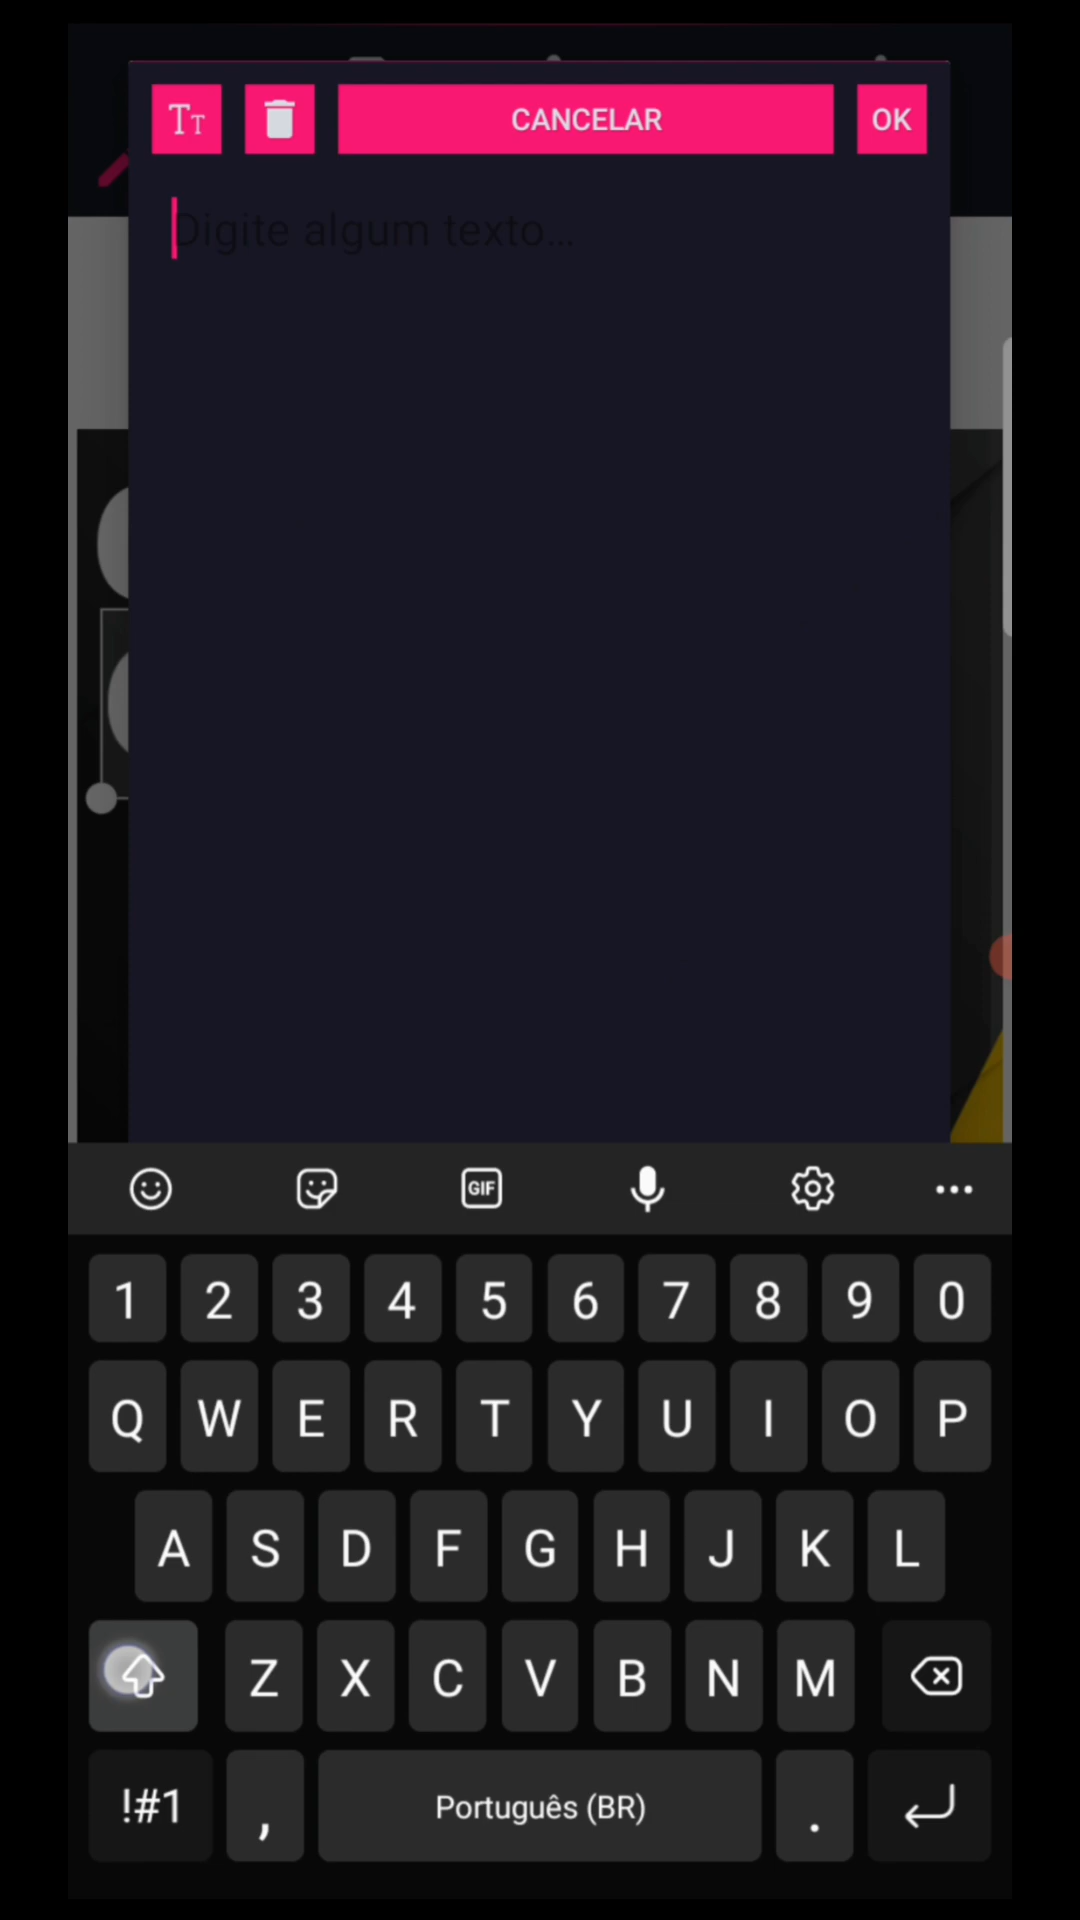 Tт CANCELAR OK
Digite algum texto...
GIF
1 2 3 4 5 6 7 8 9 0
Q W E R T Y U I O P
A S D F G H J K L
Z X C V B N M
!#1 , Português (BR) .